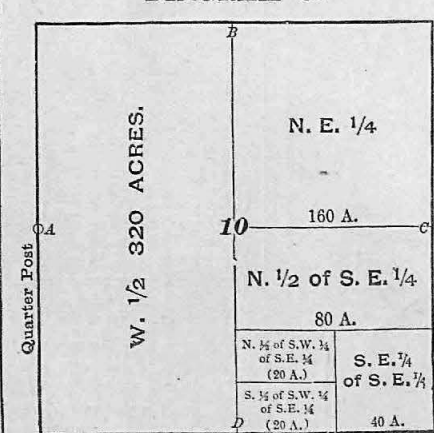 B
N. E. 1/4
W. 1/2 320 ACRES.
160 A.
A
10
C
Quarter Post
N. 1/2 of S. E. 1/4
80 A.
N. ½ of S.W. ¼
of S.E. ¼
(20 A.)
S. E. 1/4
of S. E. 1/4
S. ½ of S.W. ¼
of S.E. ¼
(20 A.)
40 A.
D